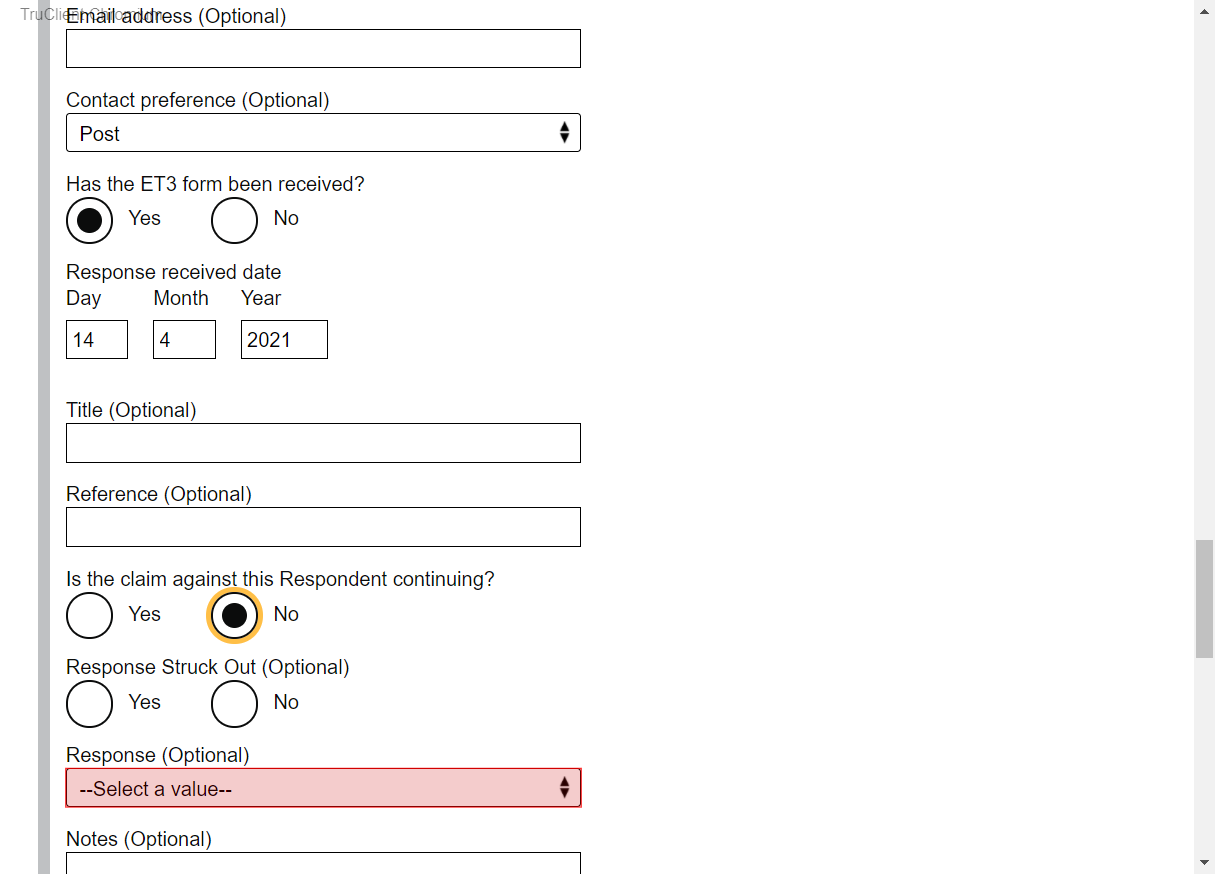 TruClient Chromium
Email address (Optional)
Contact preference (Optional)
Post
Has the ET3 form been received?
Yes No
Response received date
Day Month Year
14 4 2021
Title (Optional)
Reference (Optional)
Is the claim against this Respondent continuing?
Yes No
Response Struck Out (Optional)
Yes No
Response (Optional)
--Select a value--
Notes (Optional)